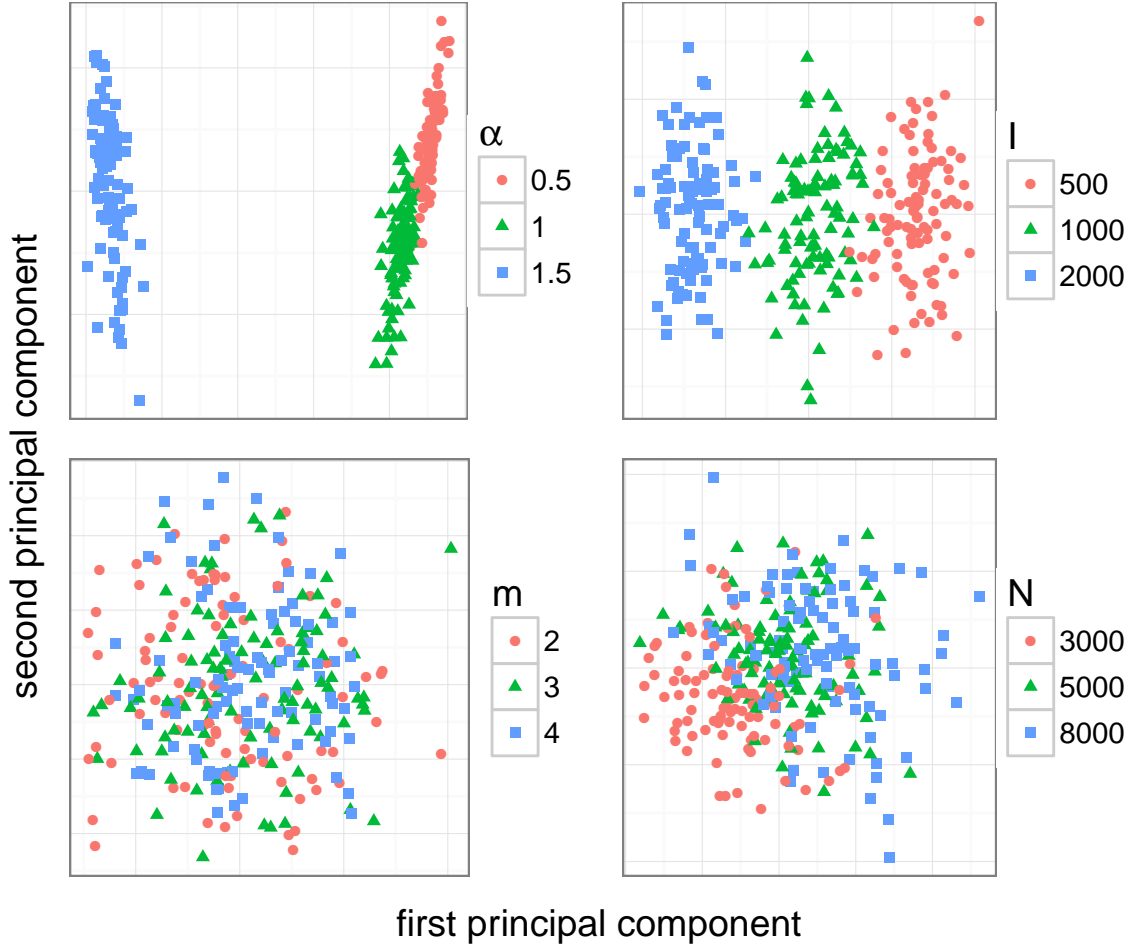 α
0.5
1
1.5
I
500
1000
2000
m
2
3
4
N
3000
5000
8000
second principal component
first principal component